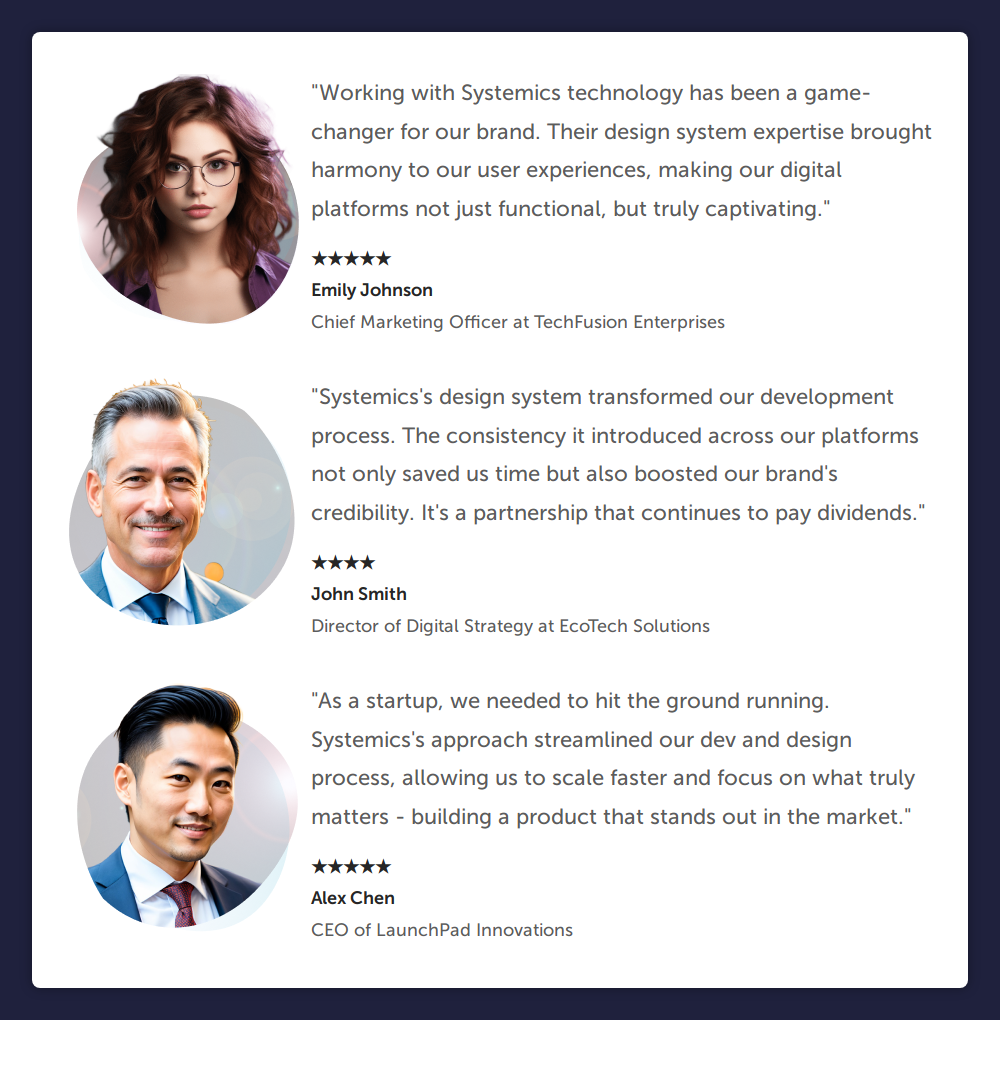 "Working with Systemics technology has been a game-
changer for our brand. Their design system expertise brought
harmony to our user experiences, making our digital
platforms not just functional, but truly captivating."
★★★★★
Emily Johnson
Chief Marketing Officer at TechFusion Enterprises
"Systemics's design system transformed our development
process. The consistency it introduced across our platforms
not only saved us time but also boosted our brand's
credibility. It's a partnership that continues to pay dividends."
★★★★
John Smith
Director of Digital Strategy at EcoTech Solutions
"As a startup, we needed to hit the ground running.
Systemics's approach streamlined our dev and design
process, allowing us to scale faster and focus on what truly
matters - building a product that stands out in the market."
★★★★★
Alex Chen
CEO of LaunchPad Innovations